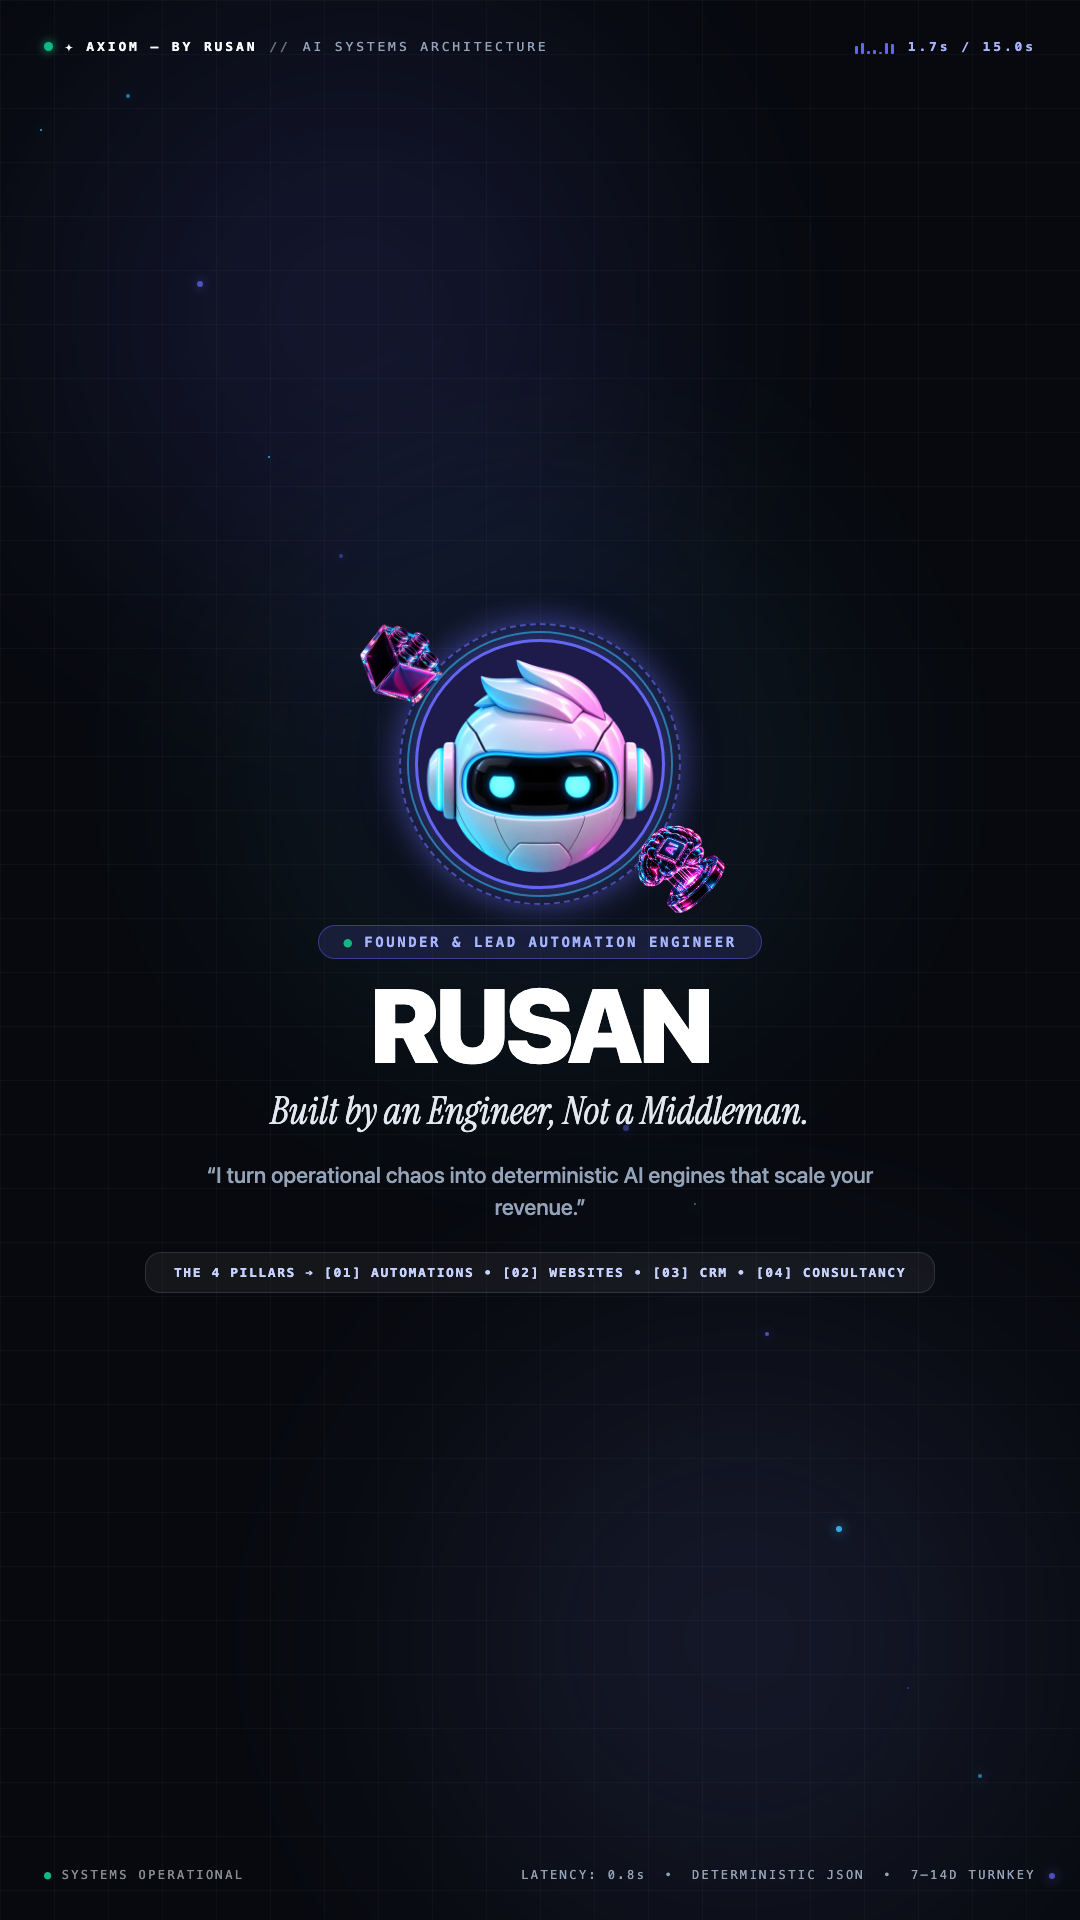 ✦ AXIOM — BY RUSAN // AI SYSTEMS ARCHITECTURE
1.7s / 15.0s
AI
FOUNDER & LEAD AUTOMATION ENGINEER
RUSAN
Built by an Engineer, Not a Middleman.
“I turn operational chaos into deterministic AI engines that scale your
revenue.”
THE 4 PILLARS → [01] AUTOMATIONS • [02] WEBSITES • [03] CRM • [04] CONSULTANCY
SYSTEMS OPERATIONAL
LATENCY: 0.8s • DETERMINISTIC JSON • 7–14D TURNKEY